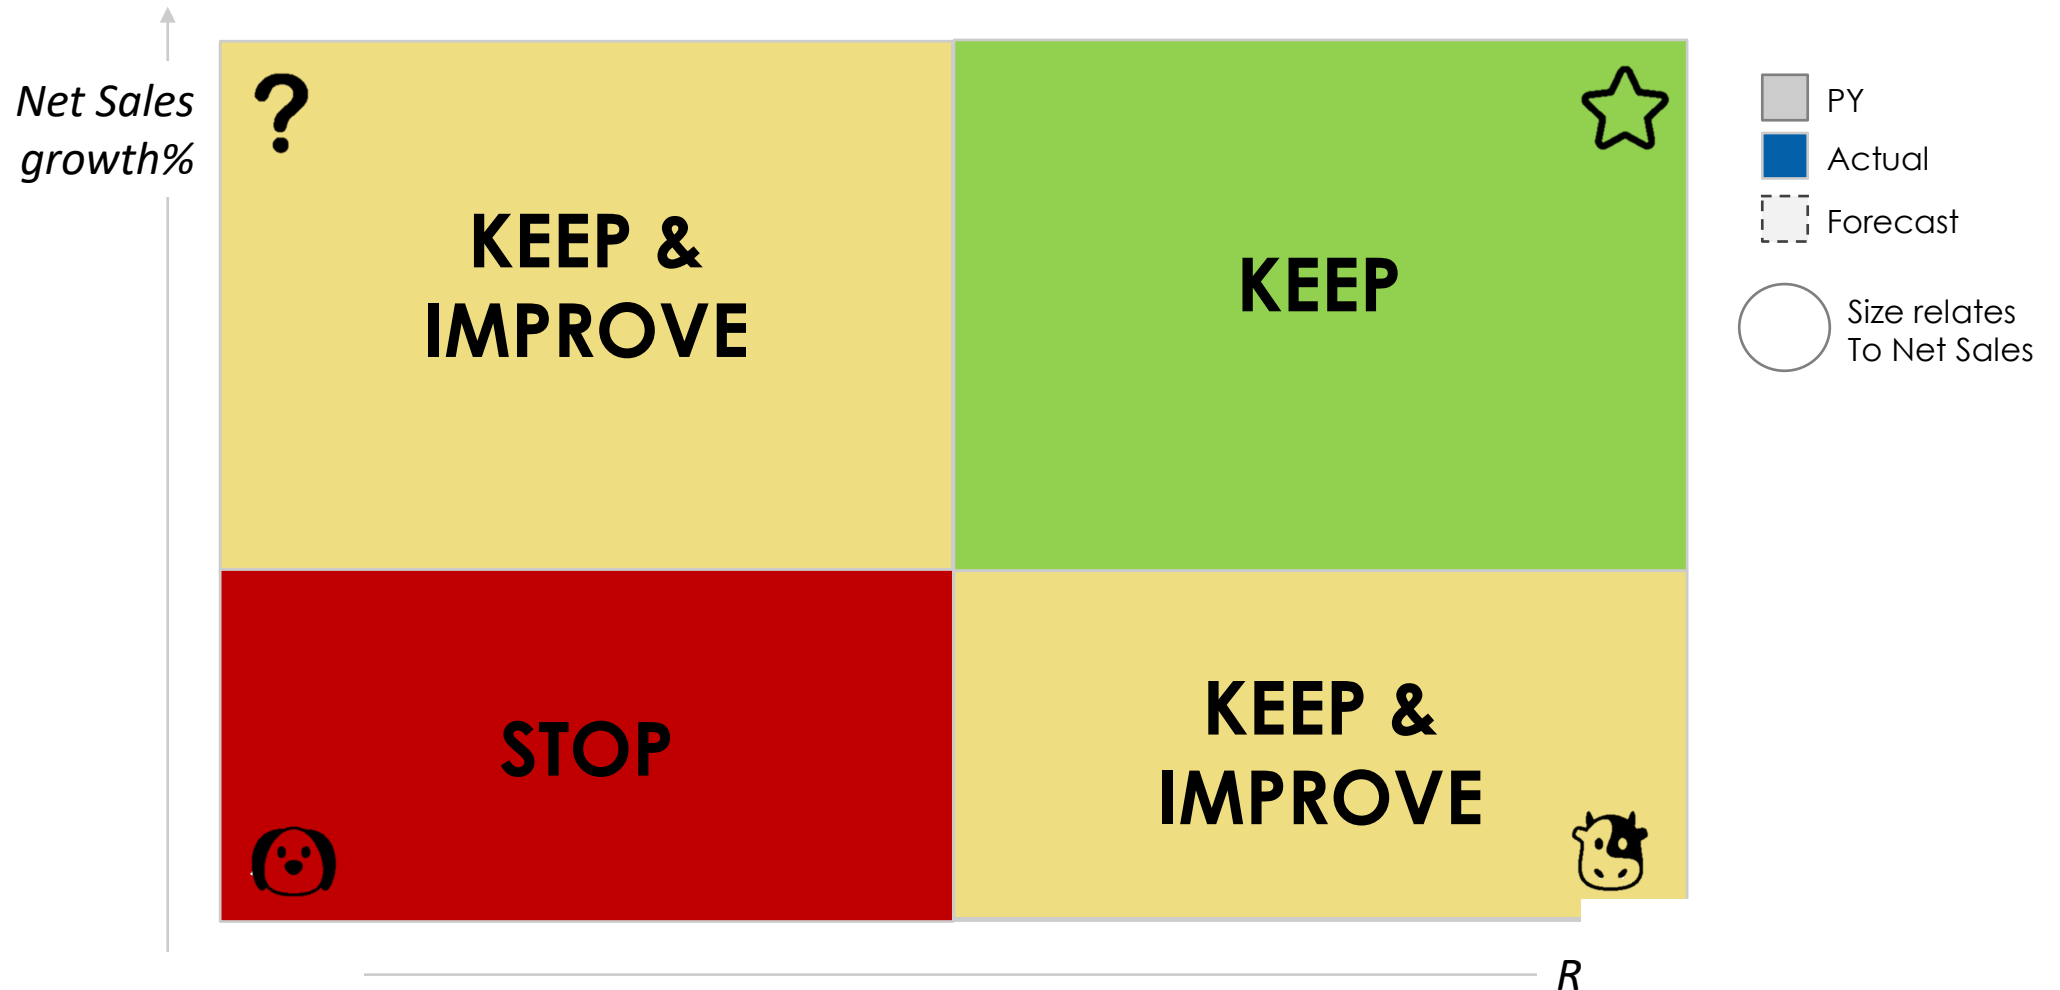 Net Sales
growth%
?
KEEP &
IMPROVE
KEEP
STOP
KEEP &
IMPROVE
R
PY
Actual
Forecast
Size relates
To Net Sales